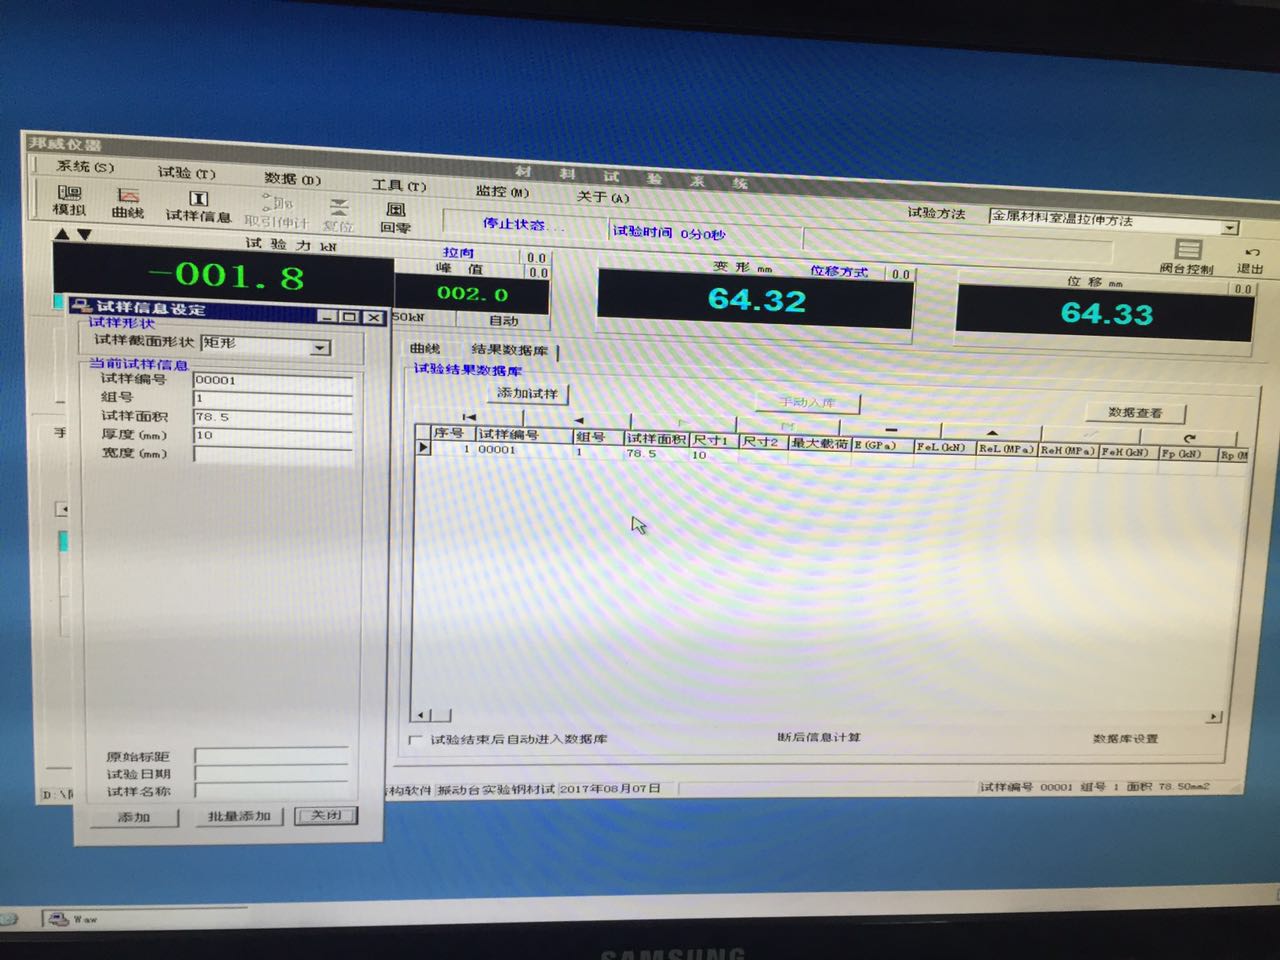 邦威仪器
材 料 试 验 系 统
系统(S) 试验(T) 数据(D) 工具(T) 监控(M) 关于(A)
模拟 曲线 试样信息 取引伸计 复位 回零
停止状态... 试验时间 0分0秒
试验方法 金属材料室温拉伸方法
阀台控制 退出
试 验 力 kN 拉向 0.0
-001.8
峰 值 0.0
002.0
50kN 自动
变 形 mm 位移方式 0.0
64.32
位 移 mm 0.0
64.33
试样信息设定
试样形状
试样截面形状 矩形
当前试样信息
试样编号 00001
组号 1
试样面积 78.5
厚度(mm) 10
宽度(mm)
原始标距
试验日期
试样名称
添加 批量添加 关闭
曲线 结果数据库
试验结果数据库
添加试样 手动入库 数据查看
序号 试样编号 组号 试样面积 尺寸1 尺寸2 最大载荷 E(GPa) FeL(kN) ReL(MPa) ReH(MPa) FeH(kN) Fp(kN) Rp(M
1 00001 1 78.5 10
试验结束后自动进入数据库 断后信息计算 数据库设置
D:\ 构软件 振动台实验钢材试 2017年08月07日 试样编号 00001 组号 1 面积 78.50mm2
Waw
SAMSUNG